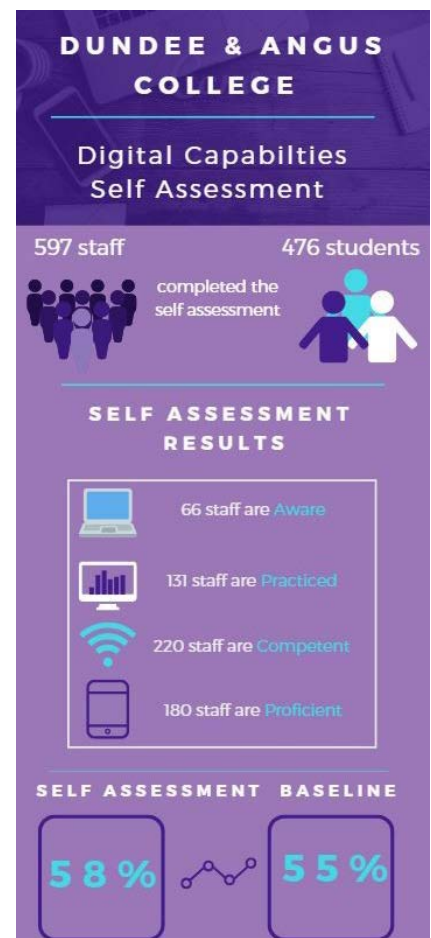 DUNDEE & ANGUS
COLLEGE
Digital Capabilties
Self Assessment
597 staff
476 students
completed the
self assessment
SELF ASSESSMENT
RESULTS
66 staff are Aware
131 staff are Practiced
220 staff are Competent
180 staff are Proficient
SELF ASSESSMENT BASELINE
58%
55%